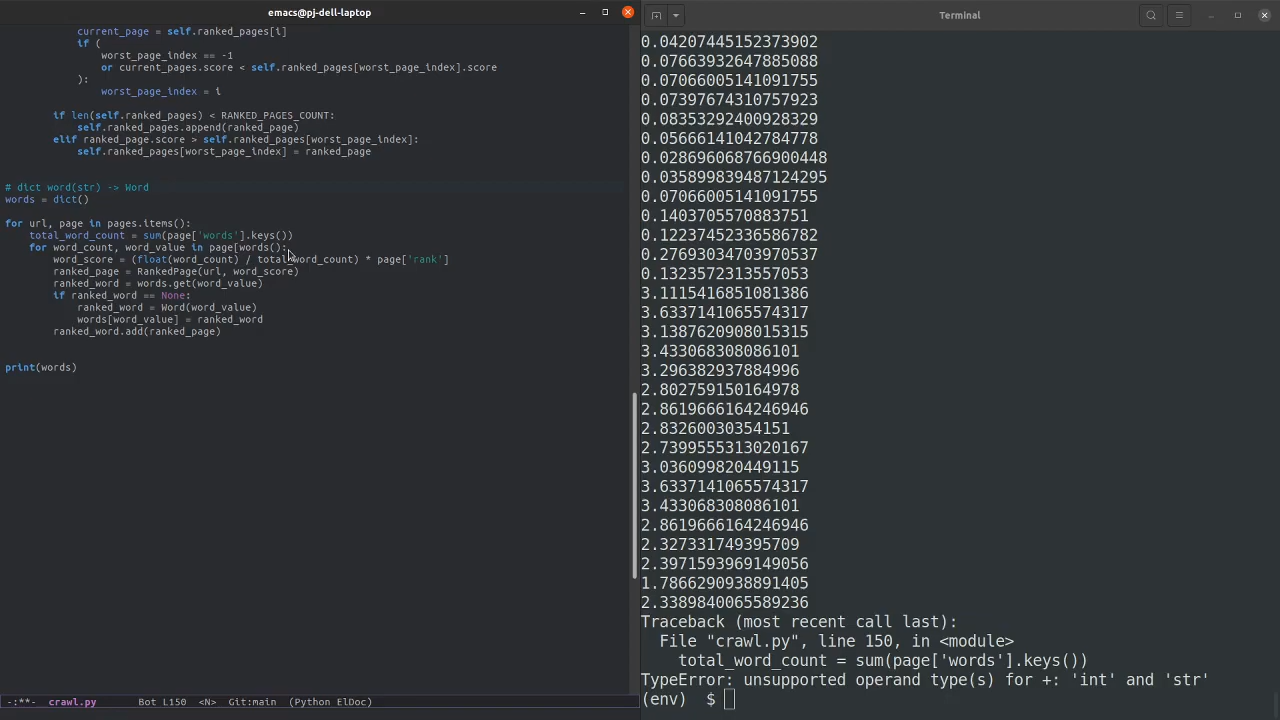 emacs@pj-dell-laptop
current_page = self.ranked_pages[i]
if (
worst_page_index == -1
or current_pages.score < self.ranked_pages[worst_page_index].score
):
worst_page_index = i
if len(self.ranked_pages) < RANKED_PAGES_COUNT:
self.ranked_pages.append(ranked_page)
elif ranked_page.score > self.ranked_pages[worst_page_index]:
self.ranked_pages[worst_page_index] = ranked_page
# dict word(str) -> Word
words = dict()
for url, page in pages.items():
total_word_count = sum(page['words'].keys())
for word_count, word_value in page[words():
word_score = (float(word_count) / total_word_count) * page['rank']
ranked_page = RankedPage(url, word_score)
ranked_word = words.get(word_value)
if ranked_word == None:
ranked_word = Word(word_value)
words[word_value] = ranked_word
ranked_word.add(ranked_page)
print(words)
-:**- crawl.py Bot L150 <N> Git:main (Python ElDoc)
Terminal
0.04207445152373902
0.07663932647885088
0.07066005141091755
0.07397674310757923
0.08353292400928329
0.05666141042784778
0.028696068766900448
0.035899839487124295
0.07066005141091755
0.1403705570883751
0.12237452336586782
0.27693034703970537
0.1323572313557053
3.1115416851081386
3.6337141065574317
3.1387620908015315
3.433068308086101
3.296382937884996
2.802759150164978
2.8619666164246946
2.83260030354151
2.7399555313020167
3.036099820449115
3.6337141065574317
3.433068308086101
2.8619666164246946
2.327331749395709
2.3971593969149056
1.7866290938891405
2.3389840065589236
Traceback (most recent call last):
File "crawl.py", line 150, in <module>
total_word_count = sum(page['words'].keys())
TypeError: unsupported operand type(s) for +: 'int' and 'str'
(env) $